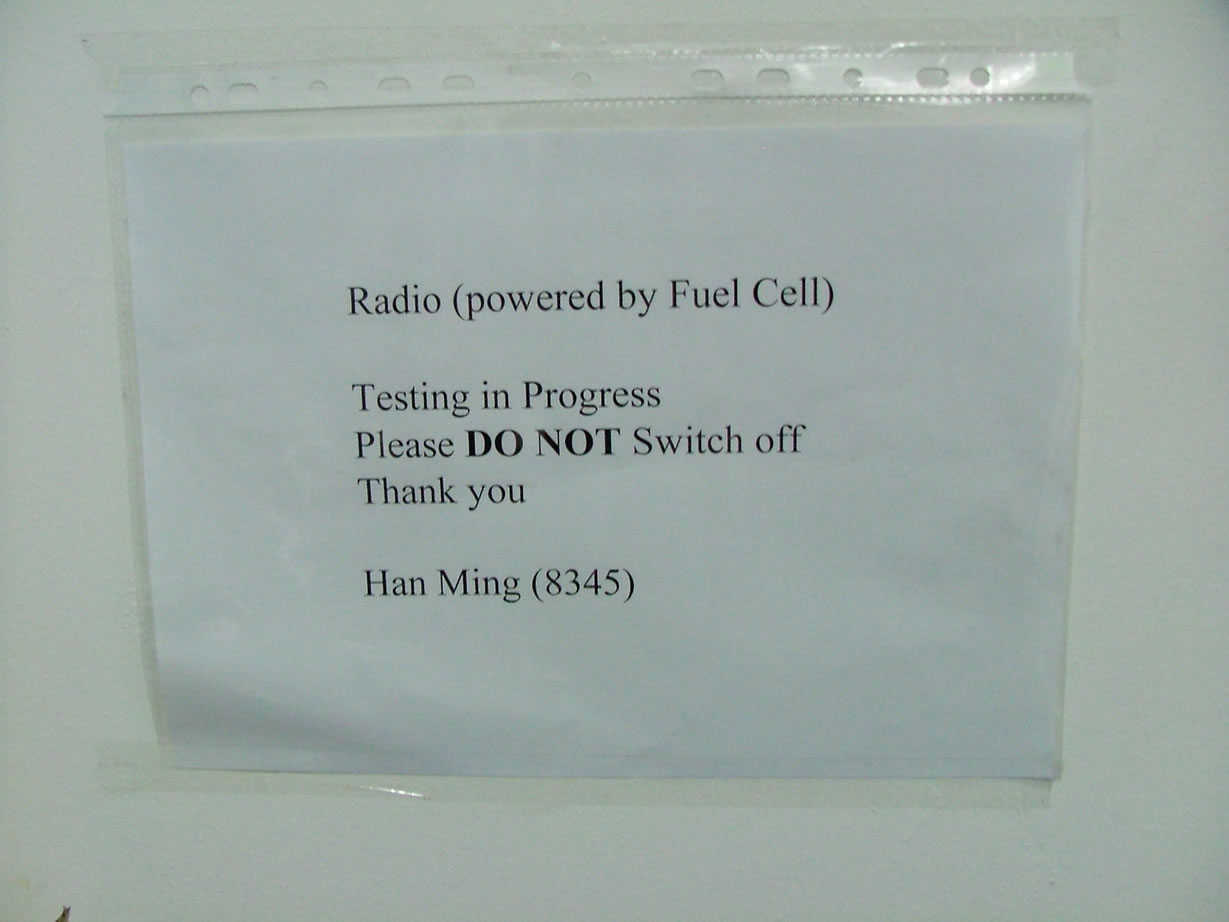 Radio (powered by Fuel Cell)
Testing in Progress
Please DO NOT Switch off
Thank you
Han Ming (8345)